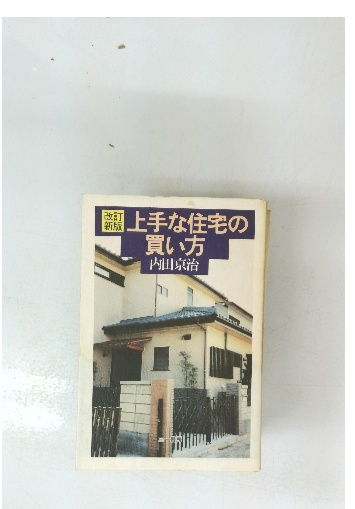 改訂
新版
上手な住宅の
買い方
内田京治